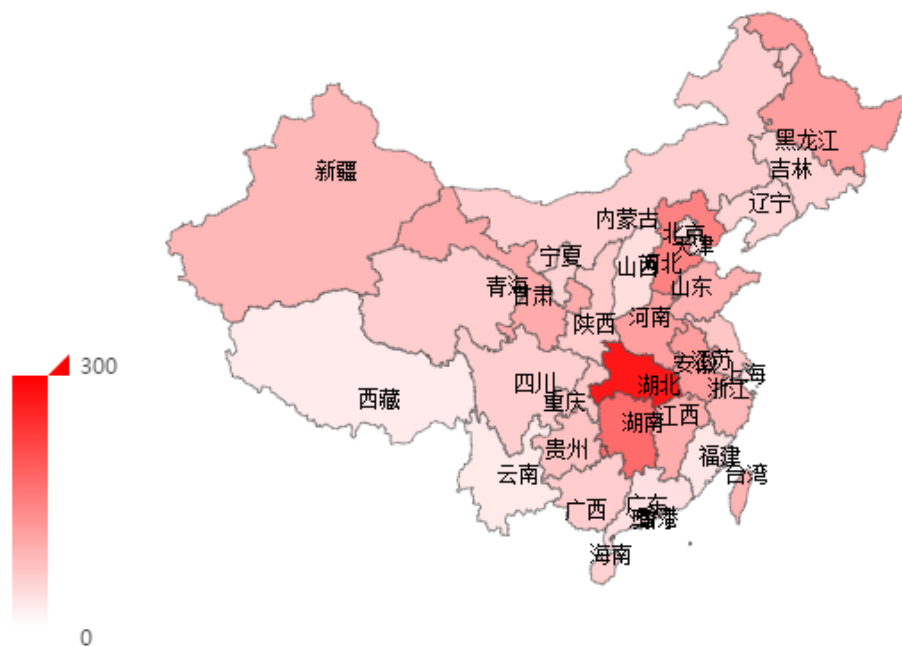 黑龙江
吉林
新疆
辽宁
内蒙古
北京
天津
宁夏
山西
河北
青海
甘肃
山东
陕西
河南
300
安徽
江苏
上海
四川
湖北
浙江
西藏
重庆
湖南
江西
贵州
福建
云南
台湾
广西
广东
香港
海南
0